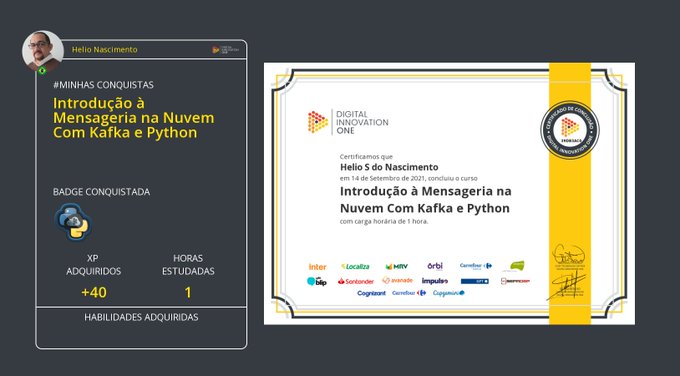 Helio Nascimento
#MINHAS CONQUISTAS
Introdução à
Mensageria na Nuvem
Com Kafka e Python
BADGE CONQUISTADA
XP
ADQUIRIDOS
HORAS
ESTUDADAS
+40
1
HABILIDADES ADQUIRIDAS
DIGITAL
INNOVATION
ONE
CERTIFICADO DE CONCLUSÃO
DIGITAL INNOVATION ONE
Certificamos que
Helio S do Nascimento
em 14 de Setembro de 2021, concluiu o curso
Introdução à Mensageria na
Nuvem Com Kafka e Python
com carga horária de 1 hora.
inter
Localiza
MRV
órbi
Carrefour
blip
Santander
avanade
impulso
Cognizant
Carrefour
Capgemini